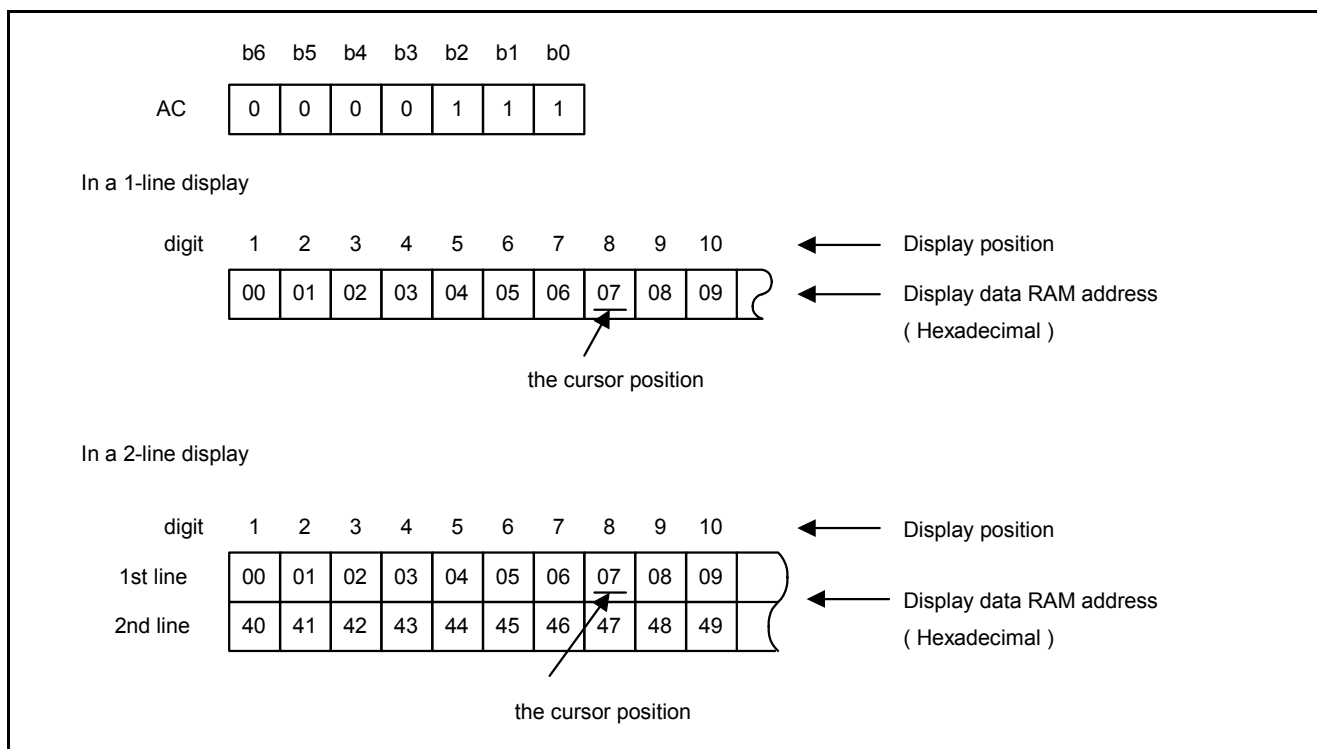 b6 b5 b4 b3 b2 b1 b0
AC 0 0 0 0 1 1 1
In a 1-line display
digit 1 2 3 4 5 6 7 8 9 10 Display position
00 01 02 03 04 05 06 07 08 09 Display data RAM address
( Hexadecimal )
the cursor position
In a 2-line display
digit 1 2 3 4 5 6 7 8 9 10 Display position
1st line 00 01 02 03 04 05 06 07 08 09
Display data RAM address
2nd line 40 41 42 43 44 45 46 47 48 49
( Hexadecimal )
the cursor position